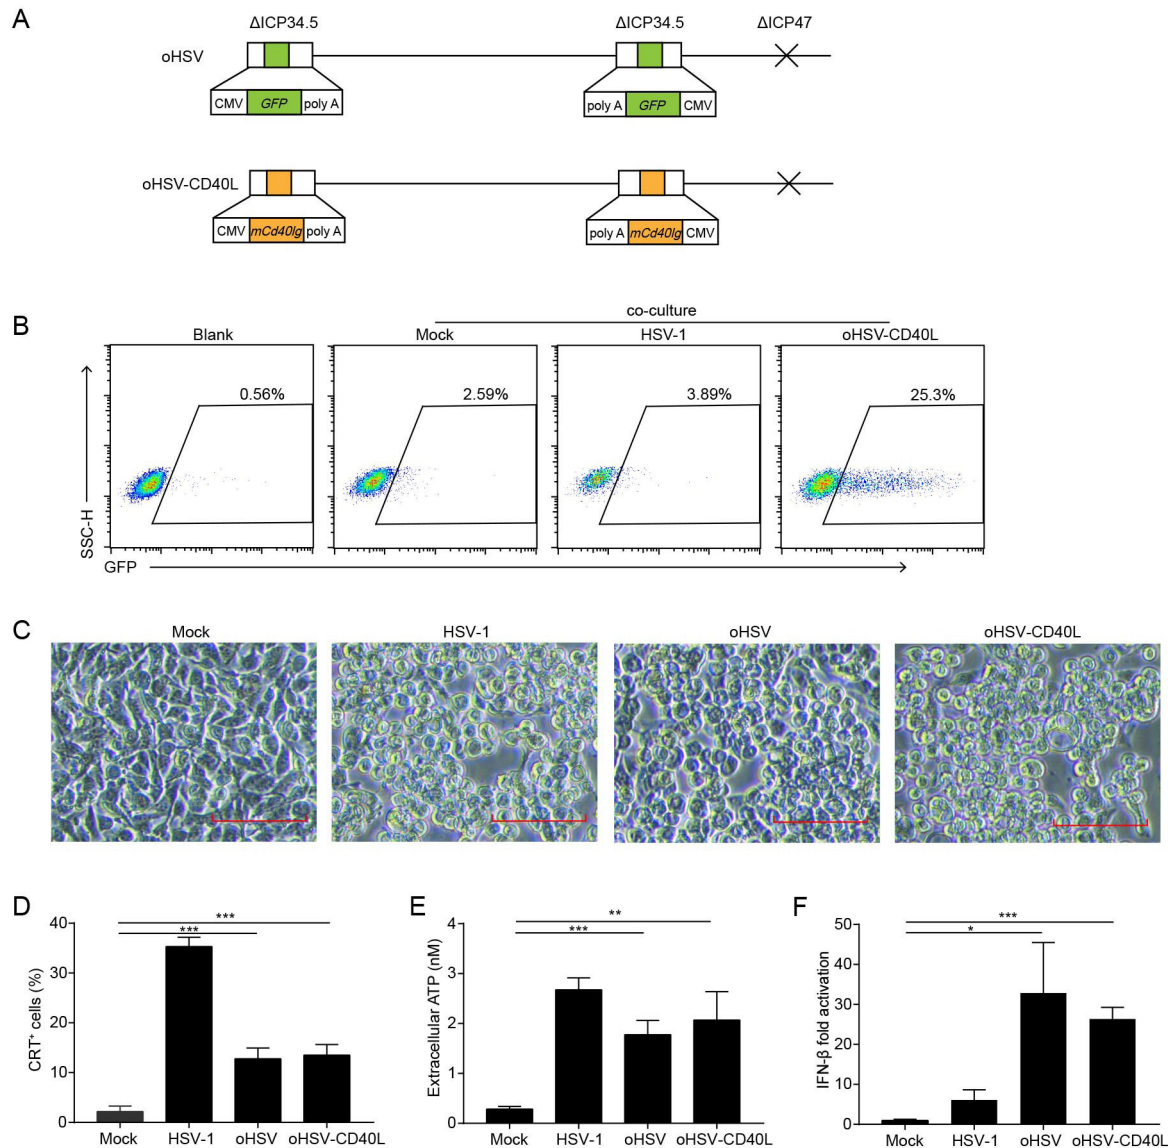 A
ΔICP34.5 ΔICP34.5 ΔICP47
oHSV
CMV GFP poly A poly A GFP CMV
oHSV-CD40L
CMV mCd40lg poly A poly A mCd40lg CMV
B
co-culture
Blank Mock HSV-1 oHSV-CD40L
0.56% 2.59% 3.89% 25.3%
SSC-H
GFP
C
Mock HSV-1 oHSV oHSV-CD40L
D
CRT⁺ cells (%)
40
30
20
10
0
***
***
Mock HSV-1 oHSV oHSV-CD40L
E
Extracellular ATP (nM)
4
3
2
1
0
**
***
Mock HSV-1 oHSV oHSV-CD40L
F
IFN-β fold activation
50
40
30
20
10
0
***
*
Mock HSV-1 oHSV oHSV-CD40L